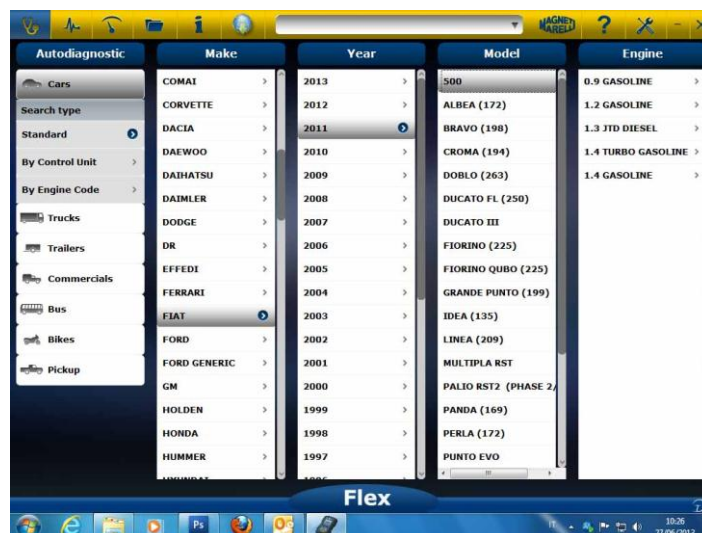 MAGNETI
MARELLI
?
Autodiagnostic
Make
Year
Model
Engine
Cars
Search type
Standard
By Control Unit
By Engine Code
Trucks
Trailers
Commercials
Bus
Bikes
Pickup
COMAI
CORVETTE
DACIA
DAEWOO
DAIHATSU
DAIMLER
DODGE
DR
EFFEDI
FERRARI
FIAT
FORD
FORD GENERIC
GM
HOLDEN
HONDA
HUMMER
2013
2012
2011
2010
2009
2008
2007
2006
2005
2004
2003
2002
2001
2000
1999
1998
1997
500
ALBEA (172)
BRAVO (198)
CROMA (194)
DOBLO (263)
DUCATO FL (250)
DUCATO III
FIORINO (225)
FIORINO QUBO (225)
GRANDE PUNTO (199)
IDEA (135)
LINEA (209)
MULTIPLA RST
PALIO RST2 (PHASE 2/
PANDA (169)
PERLA (172)
PUNTO EVO
0.9 GASOLINE
1.2 GASOLINE
1.3 JTD DIESEL
1.4 TURBO GASOLINE
1.4 GASOLINE
Flex
Ps
IT
10:26
27/06/2013